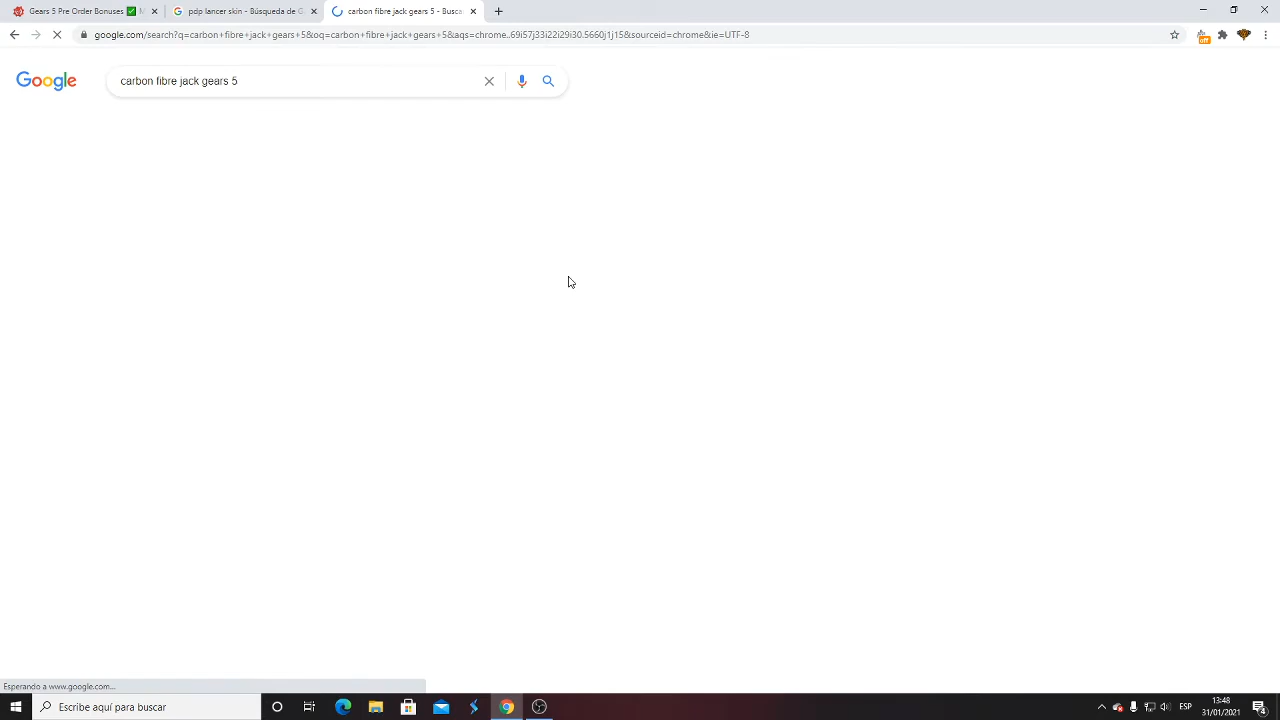 Gears 5 Pre Order Bonuses ✅ M
pdp lancer skin - Búsqueda de G
carbon fibre jack gears 5 - Busca
google.com/search?q=carbon+fibre+jack+gears+5&oq=carbon+fibre+jack+gears+5&aqs=chrome..69i57j33i22i29i30.5660j1j15&sourceid=chrome&ie=UTF-8
off
Google
carbon fibre jack gears 5
Esperando a www.google.com...
Escribe aquí para buscar
ESP
13:48
31/01/2021
4